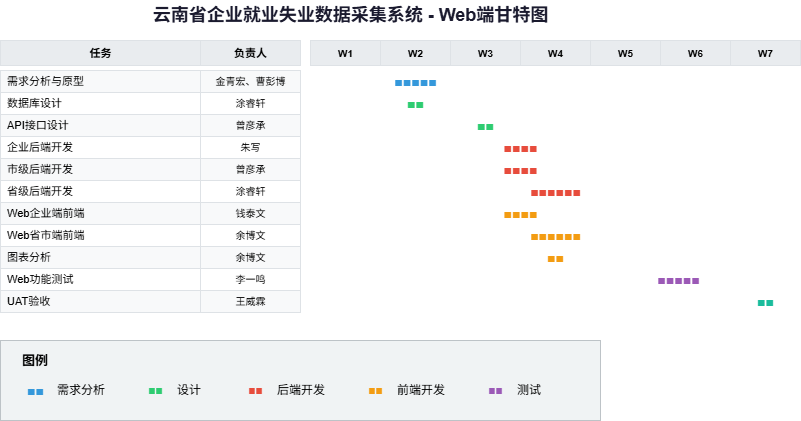 云南省企业就业失业数据采集系统 - Web端甘特图
任务 负责人 W1 W2 W3 W4 W5 W6 W7
需求分析与原型 金青宏、曹彭博
数据库设计 涂睿轩
API接口设计 曾彦承
企业后端开发 朱写
市级后端开发 曾彦承
省级后端开发 涂睿轩
Web企业端前端 钱泰文
Web省市端前端 余博文
图表分析 余博文
Web功能测试 李一鸣
UAT验收 王威霖
图例
需求分析 设计 后端开发 前端开发 测试